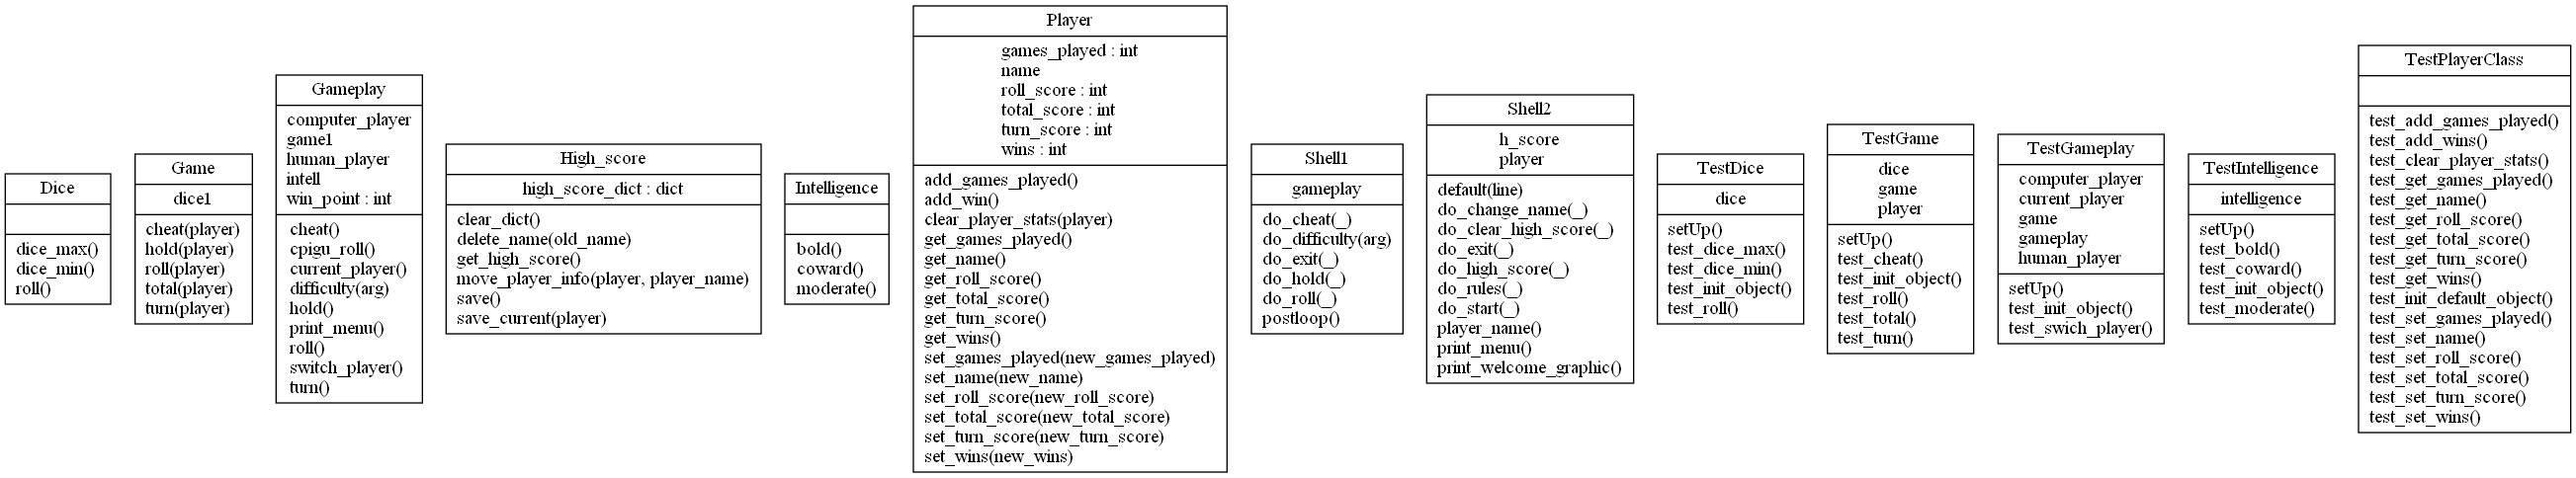 Dice
dice_max()
dice_min()
roll()
Game
dice1
cheat(player)
hold(player)
roll(player)
total(player)
turn(player)
Gameplay
computer_player
game1
human_player
intell
win_point : int
cheat()
cpigu_roll()
current_player()
difficulty(arg)
hold()
print_menu()
roll()
switch_player()
turn()
High_score
high_score_dict : dict
clear_dict()
delete_name(old_name)
get_high_score()
move_player_info(player, player_name)
save()
save_current(player)
Intelligence
bold()
coward()
moderate()
Player
games_played : int
name
roll_score : int
total_score : int
turn_score : int
wins : int
add_games_played()
add_win()
clear_player_stats(player)
get_games_played()
get_name()
get_roll_score()
get_total_score()
get_turn_score()
get_wins()
set_games_played(new_games_played)
set_name(new_name)
set_roll_score(new_roll_score)
set_total_score(new_total_score)
set_turn_score(new_turn_score)
set_wins(new_wins)
Shell1
gameplay
do_cheat(_)
do_difficulty(arg)
do_exit(_)
do_hold(_)
do_roll(_)
postloop()
Shell2
h_score
player
default(line)
do_change_name(_)
do_clear_high_score(_)
do_exit(_)
do_high_score(_)
do_rules(_)
do_start(_)
player_name()
print_menu()
print_welcome_graphic()
TestDice
dice
setUp()
test_dice_max()
test_dice_min()
test_init_object()
test_roll()
TestGame
dice
game
player
setUp()
test_cheat()
test_init_object()
test_roll()
test_total()
test_turn()
TestGameplay
computer_player
current_player
game
gameplay
human_player
setUp()
test_init_object()
test_swich_player()
TestIntelligence
intelligence
setUp()
test_bold()
test_coward()
test_init_object()
test_moderate()
TestPlayerClass
test_add_games_played()
test_add_wins()
test_clear_player_stats()
test_get_games_played()
test_get_name()
test_get_roll_score()
test_get_total_score()
test_get_turn_score()
test_get_wins()
test_init_default_object()
test_set_games_played()
test_set_name()
test_set_roll_score()
test_set_total_score()
test_set_turn_score()
test_set_wins()